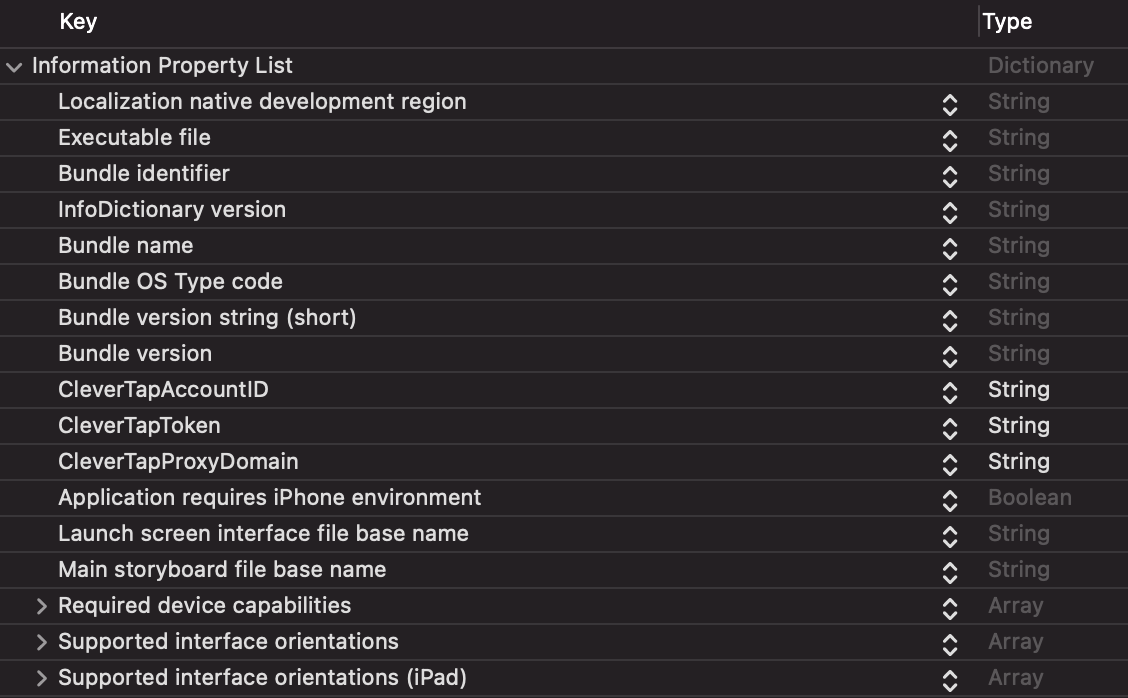 Key Type
Information Property List Dictionary
Localization native development region String
Executable file String
Bundle identifier String
InfoDictionary version String
Bundle name String
Bundle OS Type code String
Bundle version string (short) String
Bundle version String
CleverTapAccountID String
CleverTapToken String
CleverTapProxyDomain String
Application requires iPhone environment Boolean
Launch screen interface file base name String
Main storyboard file base name String
Required device capabilities Array
Supported interface orientations Array
Supported interface orientations (iPad) Array